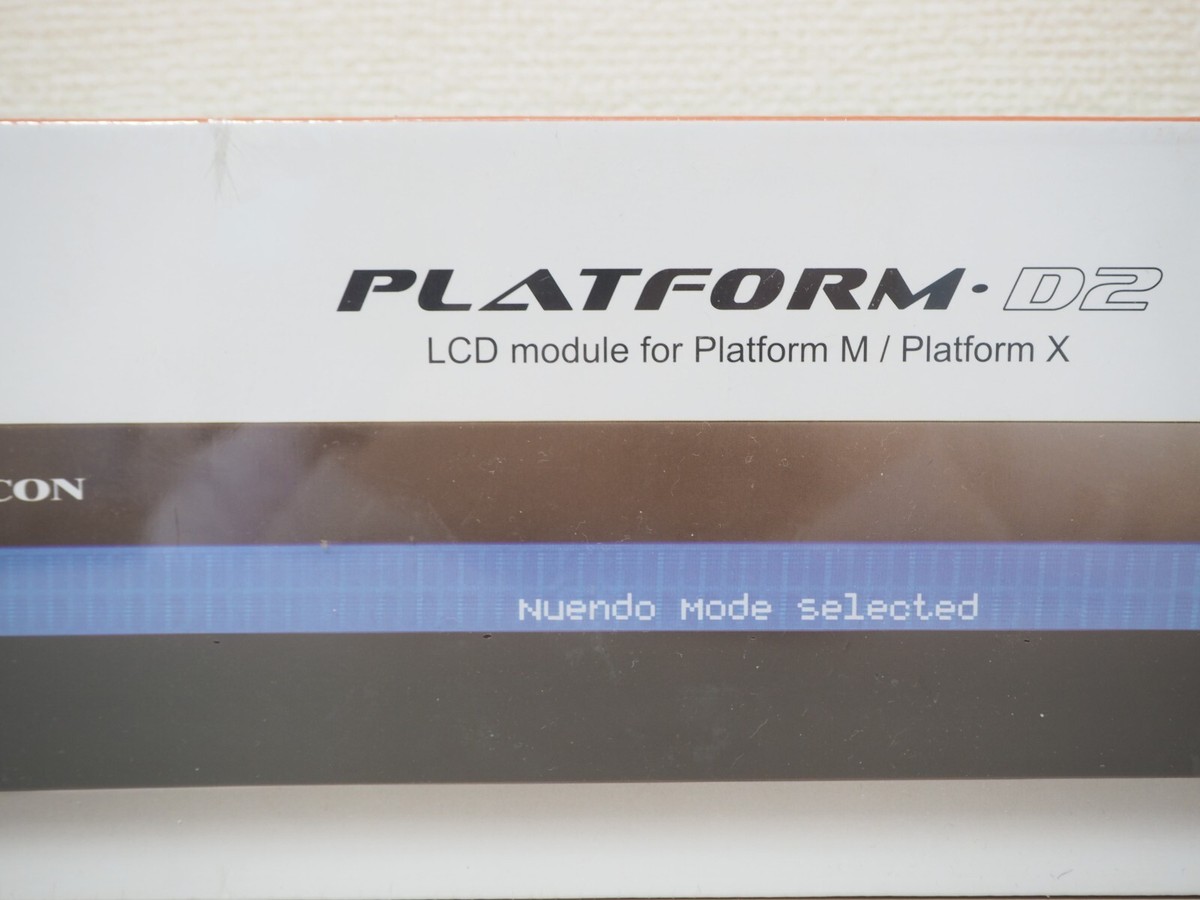 PLATFORM·D2
LCD module for Platform M / Platform X
CON
Nuendo Mode Selected